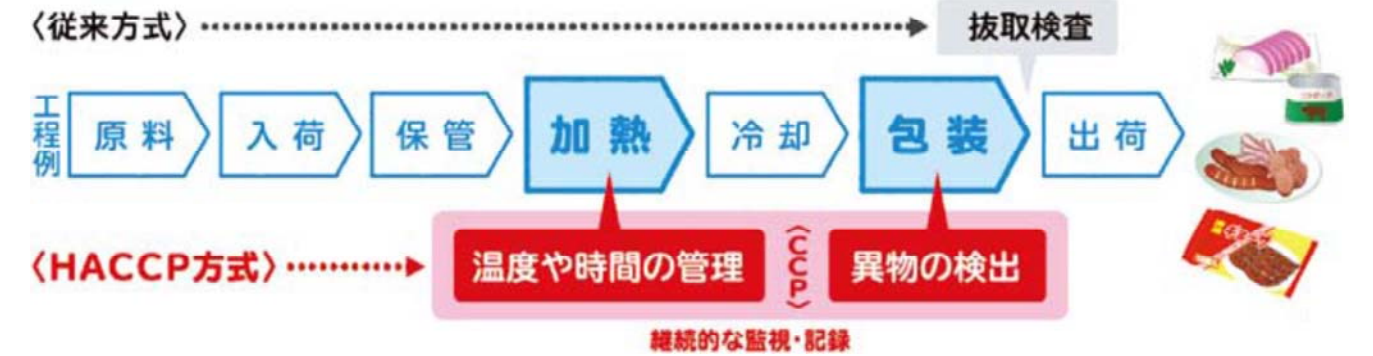 〈従来方式〉
抜取検査
工程例
原料
入荷
保管
加熱
冷却
包装
出荷
〈HACCP方式〉
温度や時間の管理
〈CCP〉
異物の検出
継続的な監視・記録